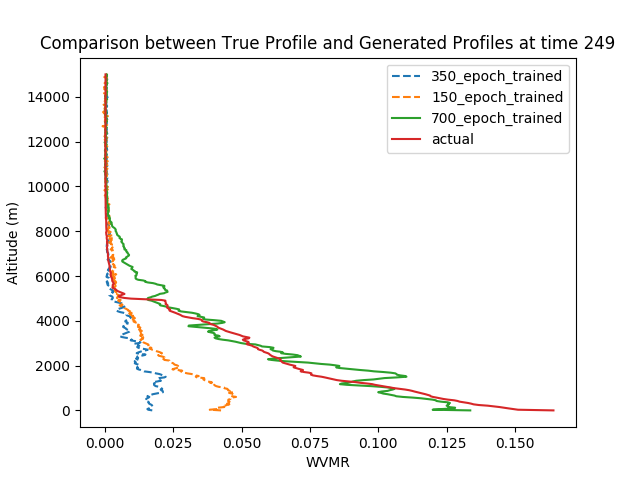 Comparison between True Profile and Generated Profiles at time 249
350_epoch_trained
150_epoch_trained
700_epoch_trained
actual
Altitude (m)
14000
12000
10000
8000
6000
4000
2000
0
0.000 0.025 0.050 0.075 0.100 0.125 0.150
WVMR